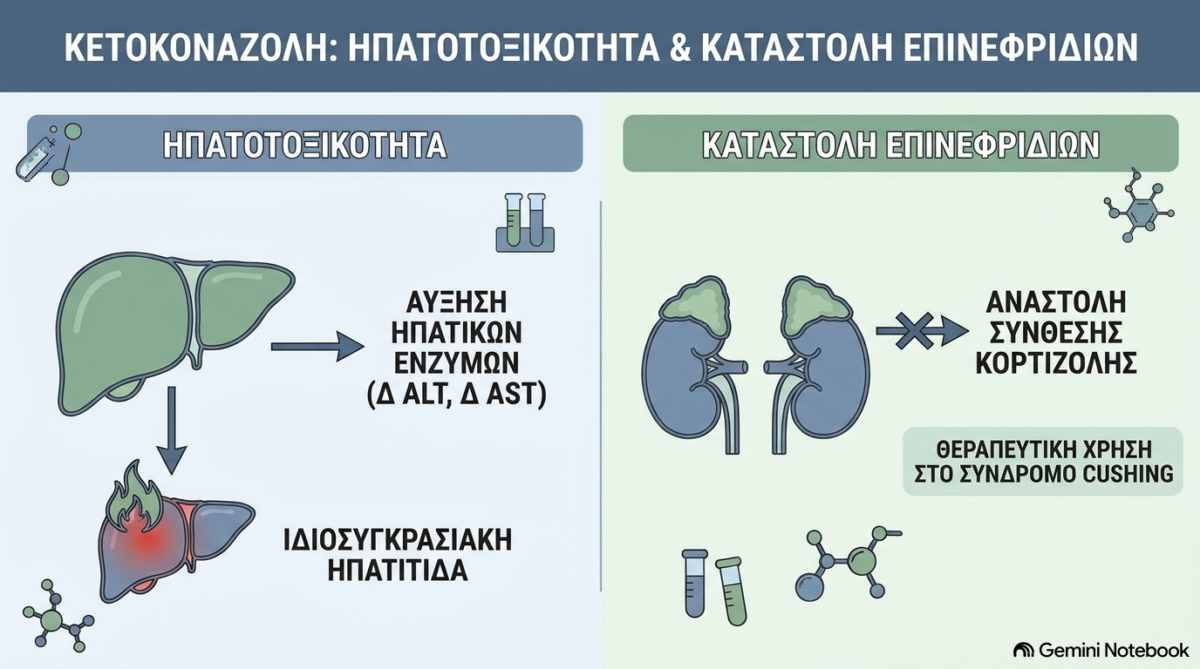 ΚΕΤΟΚΟΝΑΖΟΛΗ: ΗΠΑΤΟΤΟΞΙΚΟΤΗΤΑ & ΚΑΤΑΣΤΟΛΗ ΕΠΙΝΕΦΡΙΔΙΩΝ
ΗΠΑΤΟΤΟΞΙΚΟΤΗΤΑ
ΑΥΞΗΣΗ
ΗΠΑΤΙΚΩΝ
ΕΝΖΥΜΩΝ
(Δ ALT, Δ AST)
ΙΔΙΟΣΥΓΚΡΑΣΙΑΚΗ
ΗΠΑΤΙΤΙΔΑ
ΚΑΤΑΣΤΟΛΗ ΕΠΙΝΕΦΡΙΔΙΩΝ
ΑΝΑΣΤΟΛΗ
ΣΥΝΘΕΣΗΣ
ΚΟΡΤΙΖΟΛΗΣ
ΘΕΡΑΠΕΥΤΙΚΗ ΧΡΗΣΗ
ΣΤΟ ΣΥΝΔΡΟΜΟ CUSHING
Gemini Notebook